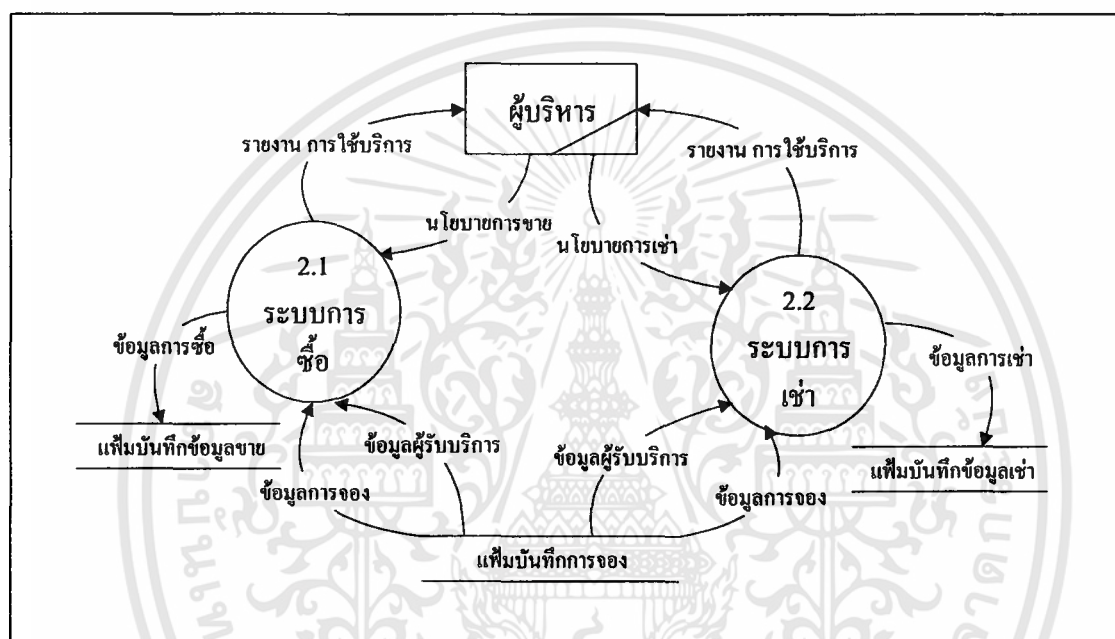 ผู้บริหาร
รายงาน การใช้บริการ
รายงาน การใช้บริการ
นโยบายการขาย
นโยบายการเช่า
2.1
ระบบการ
ซื้อ
2.2
ระบบการ
เช่า
ข้อมูลการซื้อ
ข้อมูลการเช่า
แฟ้มบันทึกข้อมูลขาย
ข้อมูลผู้รับบริการ
ข้อมูลผู้รับบริการ
แฟ้มบันทึกข้อมูลเช่า
ข้อมูลการจอง
ข้อมูลการจอง
แฟ้มบันทึกการจอง